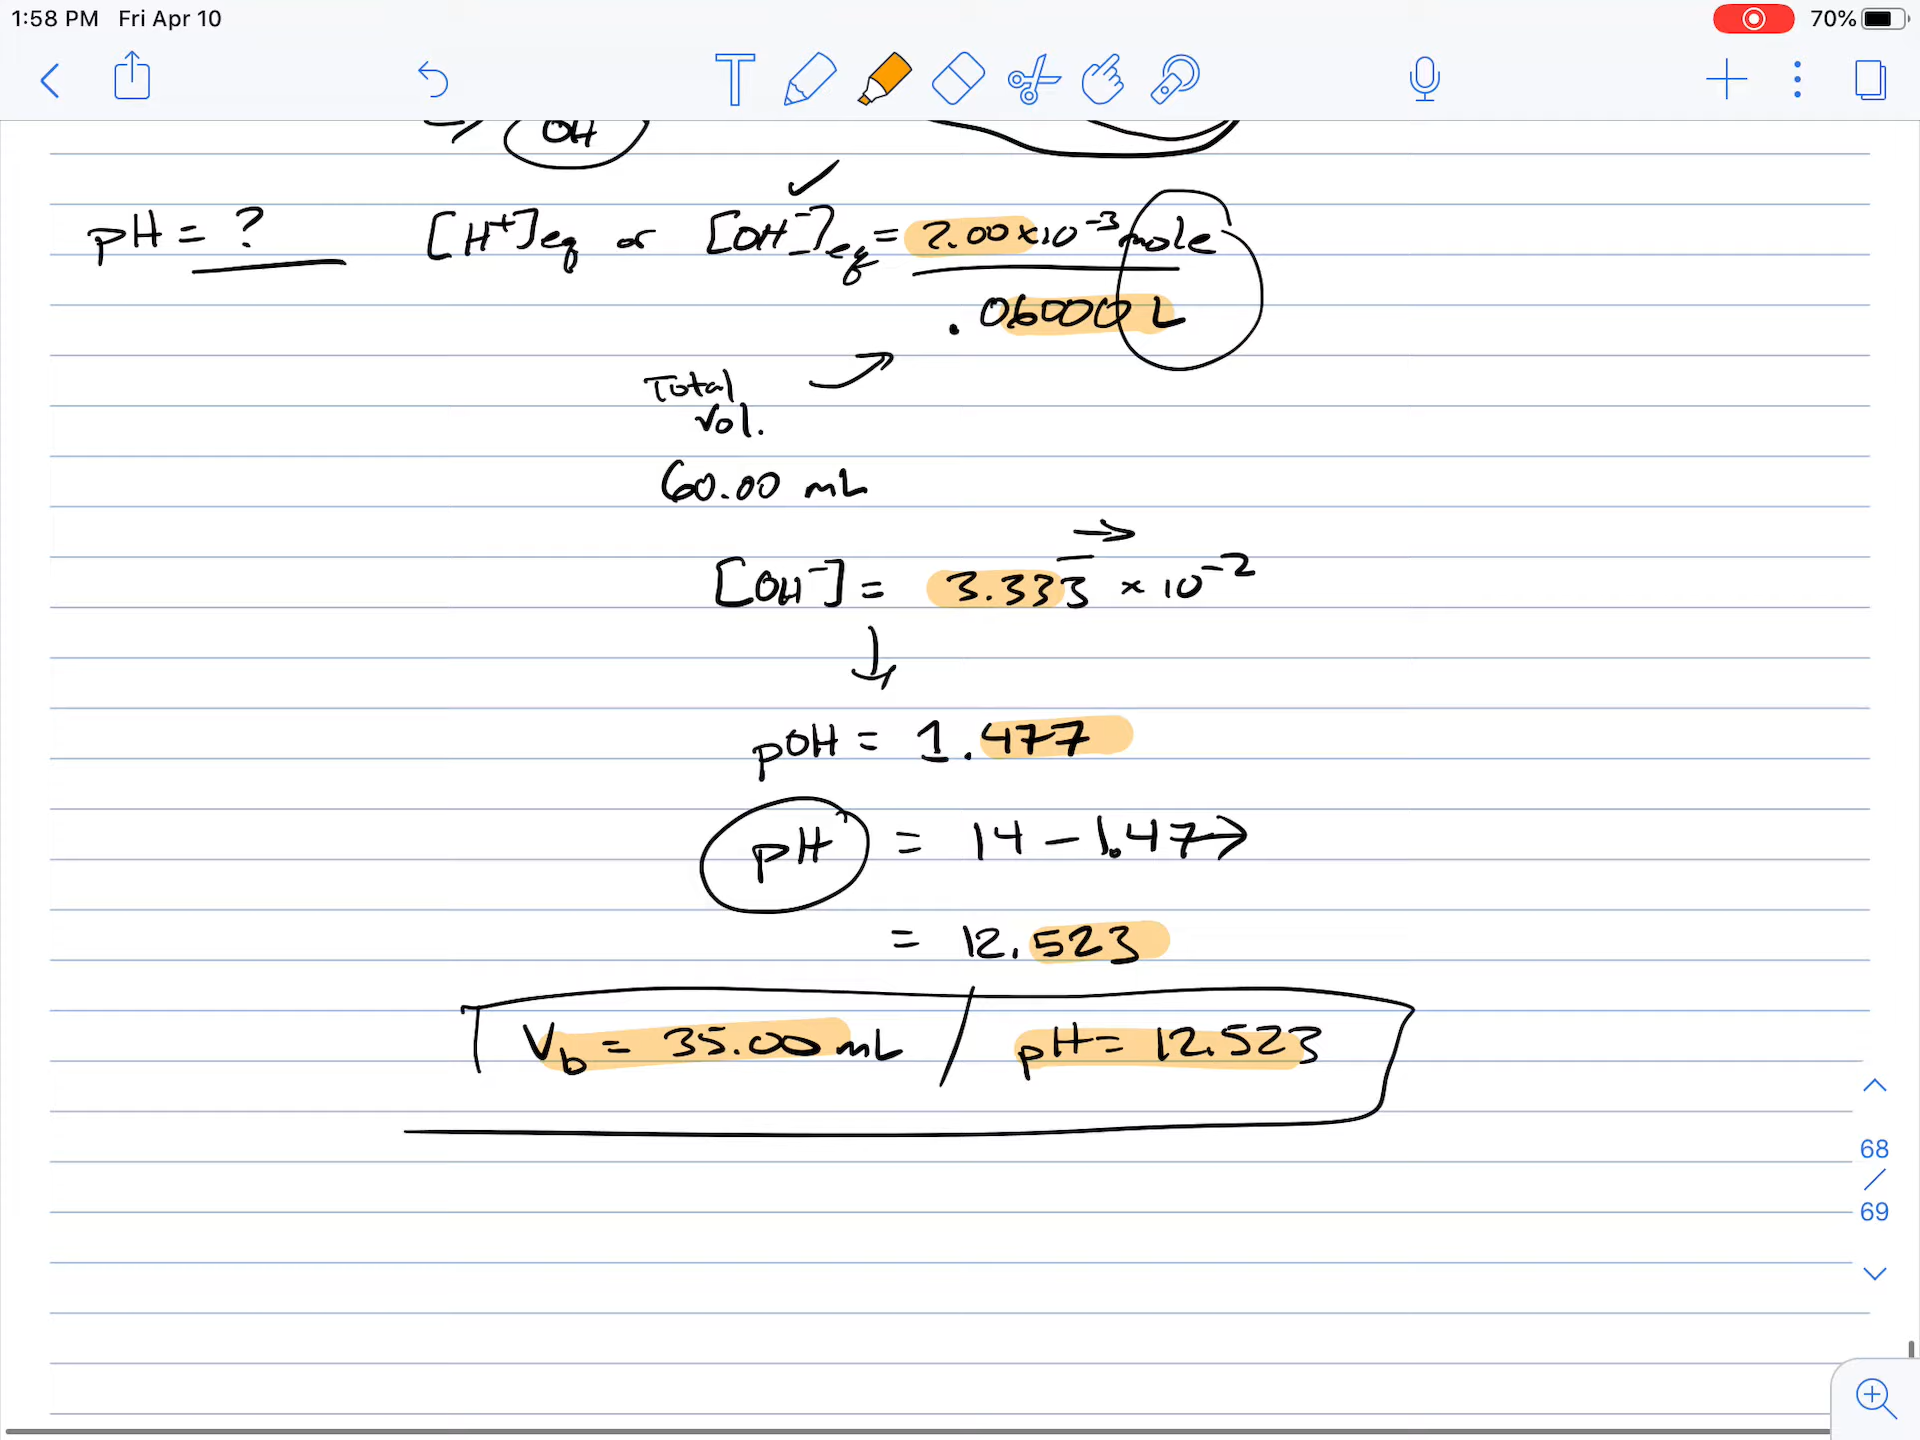 1:58 PM Fri Apr 10 70%
OH
pH = ? [H⁺]eq or [OH⁻]eq = 2.00 x 10⁻³ mole
.06000 L
Total
Vol.
60.00 mL
[OH⁻] = 3.333 × 10⁻²
pOH = 1.477
pH = 14 - 1.47
= 12.523
Vb = 35.00 mL / pH = 12.523
68
/
69